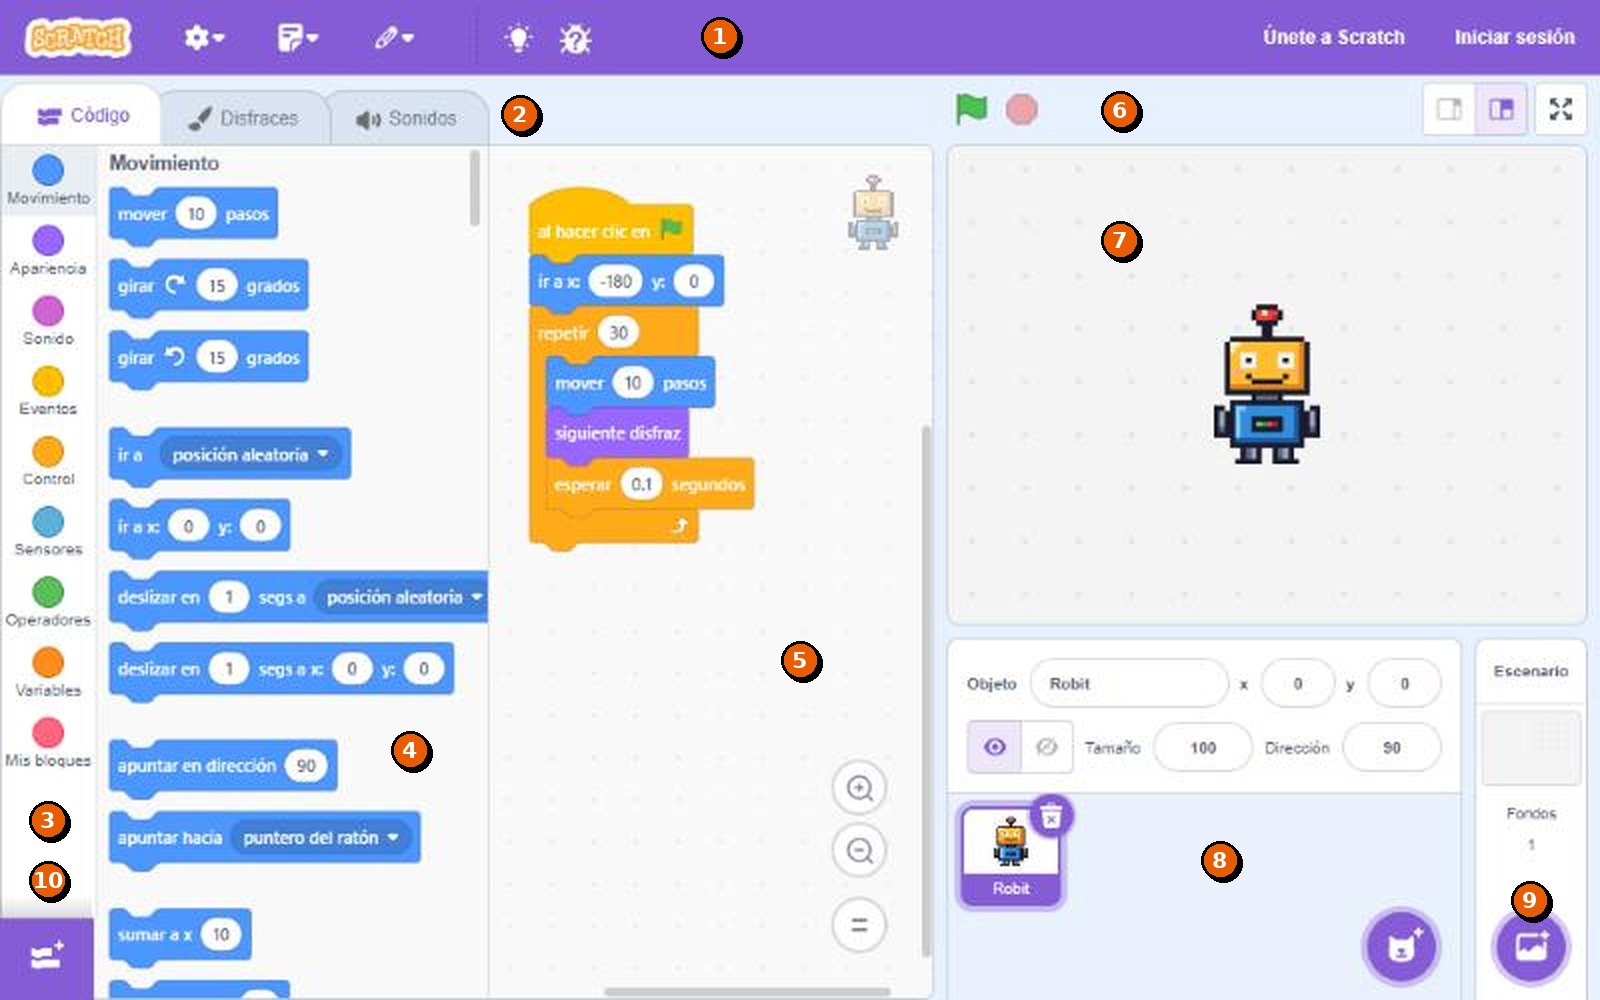 SCRATCH
1
Únete a Scratch
Iniciar sesión
Código
Disfraces
Sonidos
2
6
Movimiento
Apariencia
Sonido
Eventos
Control
Sensores
Operadores
Variables
Mis bloques
3
10
Movimiento
mover 10 pasos
girar 15 grados
girar 15 grados
ir a posición aleatoria
ir a x: 0 y: 0
deslizar en 1 segs a posición aleatoria
deslizar en 1 segs a x: 0 y: 0
4
apuntar en dirección 90
apuntar hacia puntero del ratón
sumar a x 10
al hacer clic en
ir a x: -180 y: 0
repetir 30
mover 10 pasos
siguiente disfraz
esperar 0.1 segundos
5
7
Objeto Robit x 0 y 0
Tamaño 100 Dirección 90
Robit
8
Escenario
Fondos
1
9